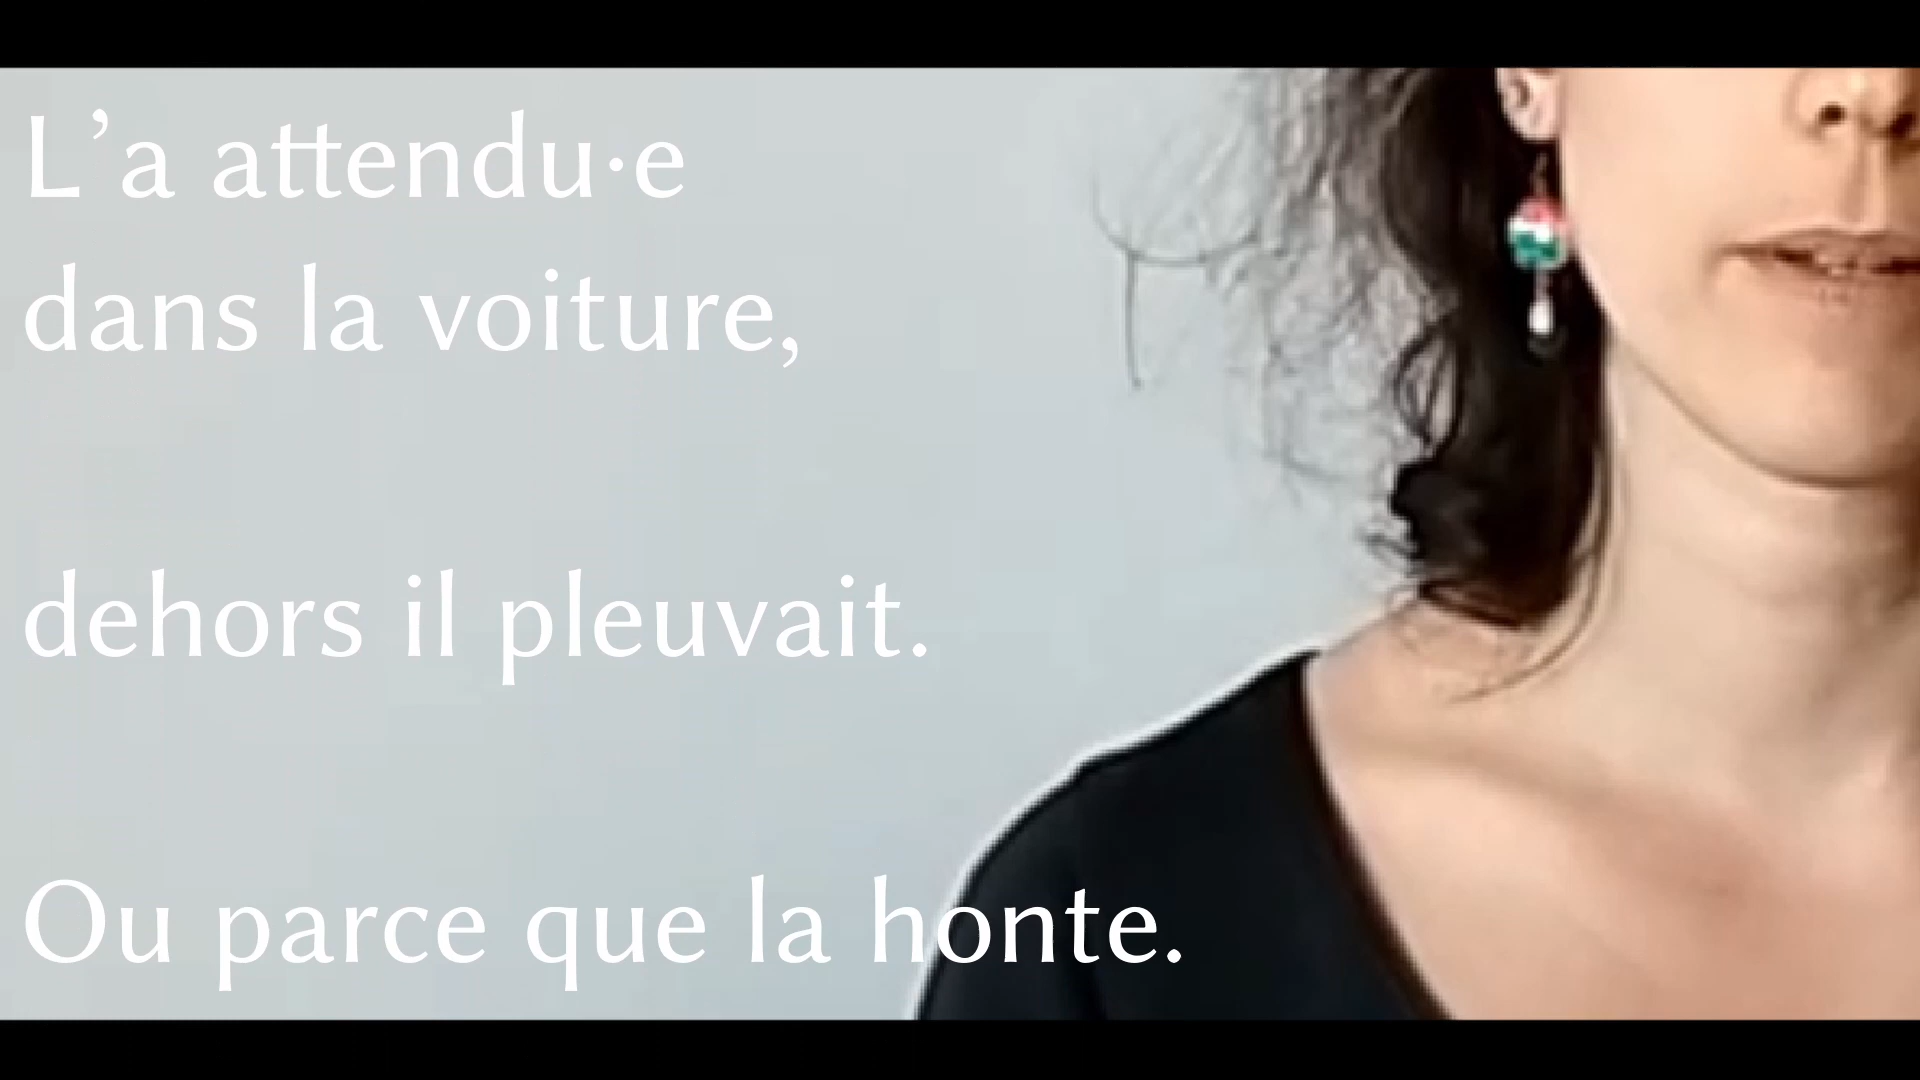 L’a attendu·e
dans la voiture,
dehors il pleuvait.
Ou parce que la honte.